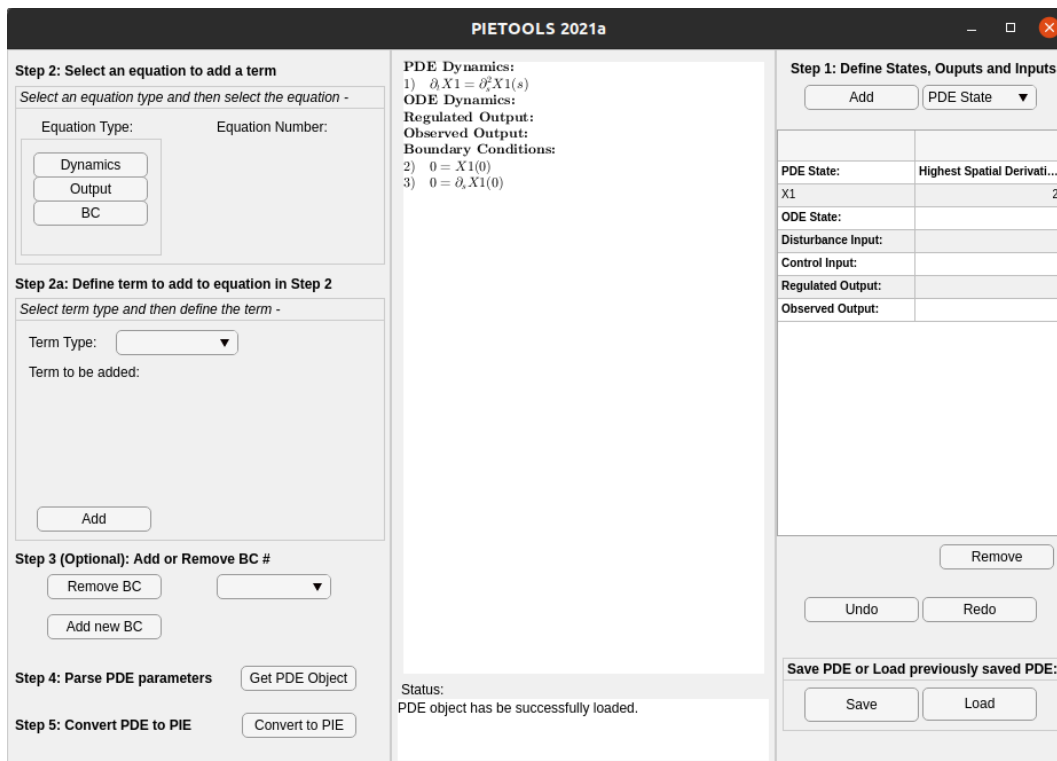 PIETOOLS 2021a
Step 2: Select an equation to add a term
Select an equation type and then select the equation -
Equation Type:
Equation Number:
Dynamics
Output
BC
Step 2a: Define term to add to equation in Step 2
Select term type and then define the term -
Term Type:
Term to be added:
Add
Step 3 (Optional): Add or Remove BC #
Remove BC
Add new BC
Step 4: Parse PDE parameters
Get PDE Object
Step 5: Convert PDE to PIE
Convert to PIE
PDE Dynamics:
1) ∂ₜX1 = ∂ₛ²X1(s)
ODE Dynamics:
Regulated Output:
Observed Output:
Boundary Conditions:
2) 0 = X1(0)
3) 0 = ∂ₛX1(0)
Status:
PDE object has be successfully loaded.
Step 1: Define States, Ouputs and Inputs
Add
PDE State
PDE State: Highest Spatial Derivati...
X1 2
ODE State:
Disturbance Input:
Control Input:
Regulated Output:
Observed Output:
Remove
Undo
Redo
Save PDE or Load previously saved PDE:
Save
Load